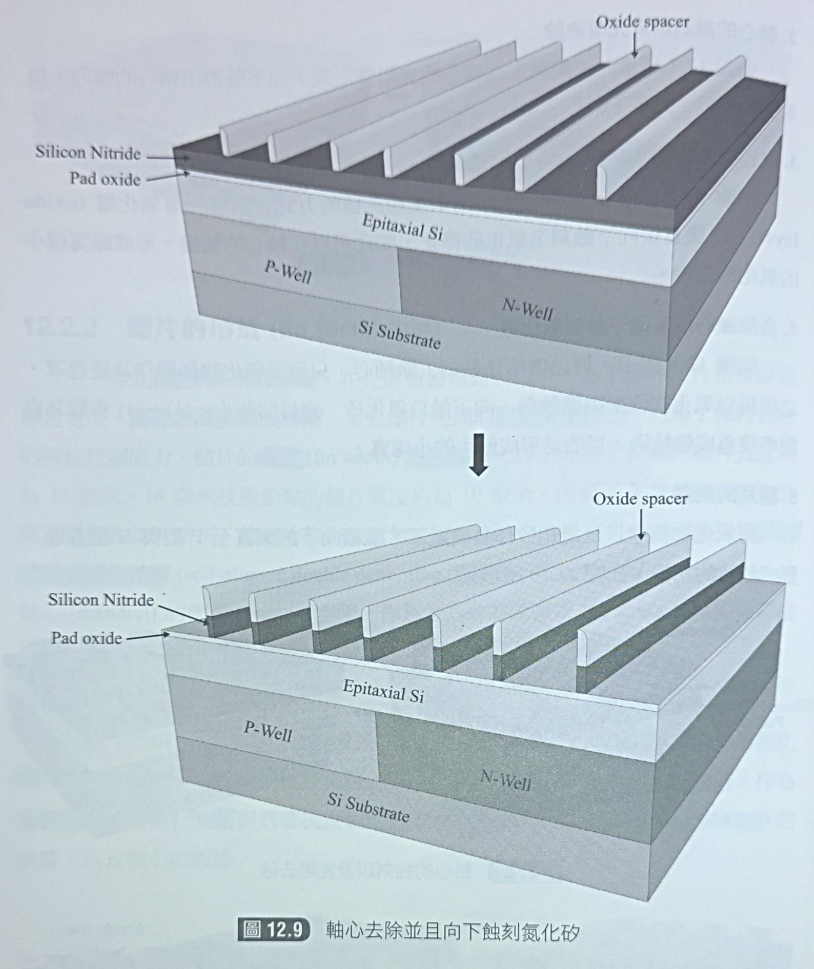 Oxide spacer
Silicon Nitride
Pad oxide
Epitaxial Si
P-Well
N-Well
Si Substrate
Oxide spacer
Silicon Nitride
Pad oxide
Epitaxial Si
P-Well
N-Well
Si Substrate
圖 12.9 軸心去除並且向下蝕刻氮化矽